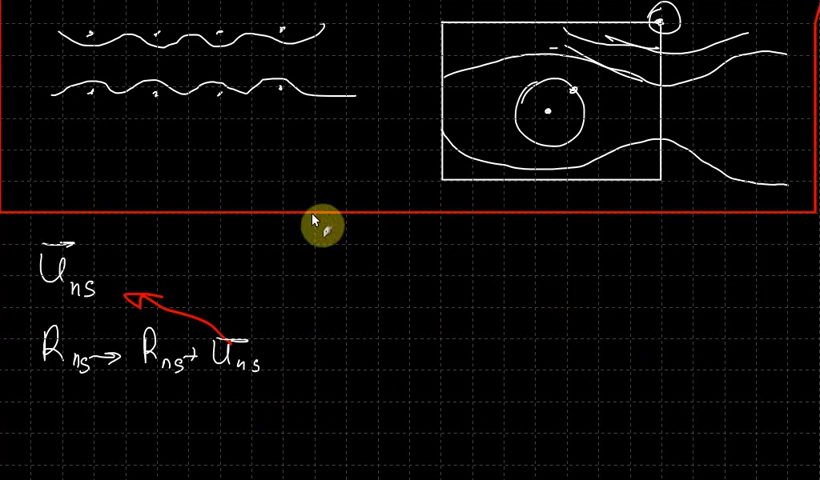 U⃗ns
Rns → Rns + U̅ns